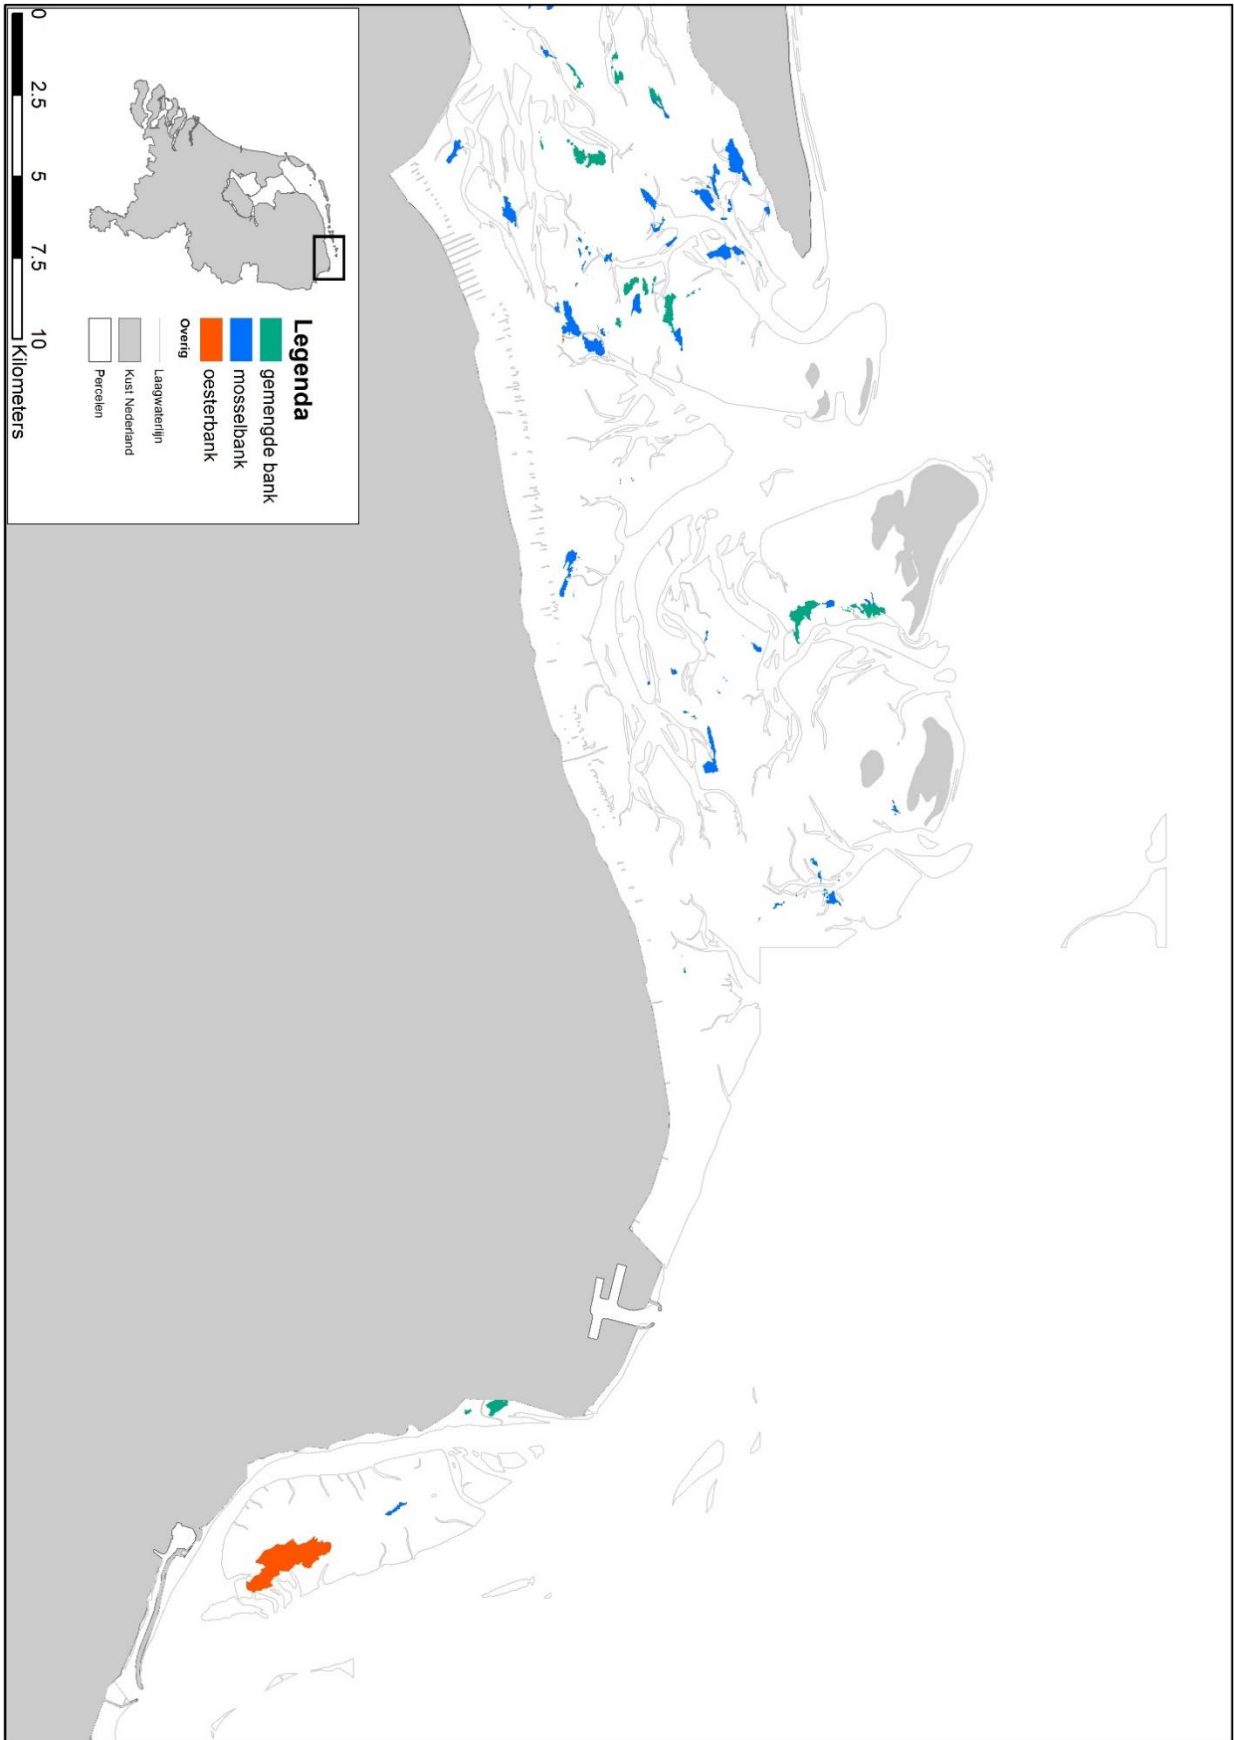 Legenda
gemengde bank
mosselbank
oesterbank
Overig
Laagwaterlijn
Kust Nederland
Percelen
0 2.5 5 7.5 10
Kilometers